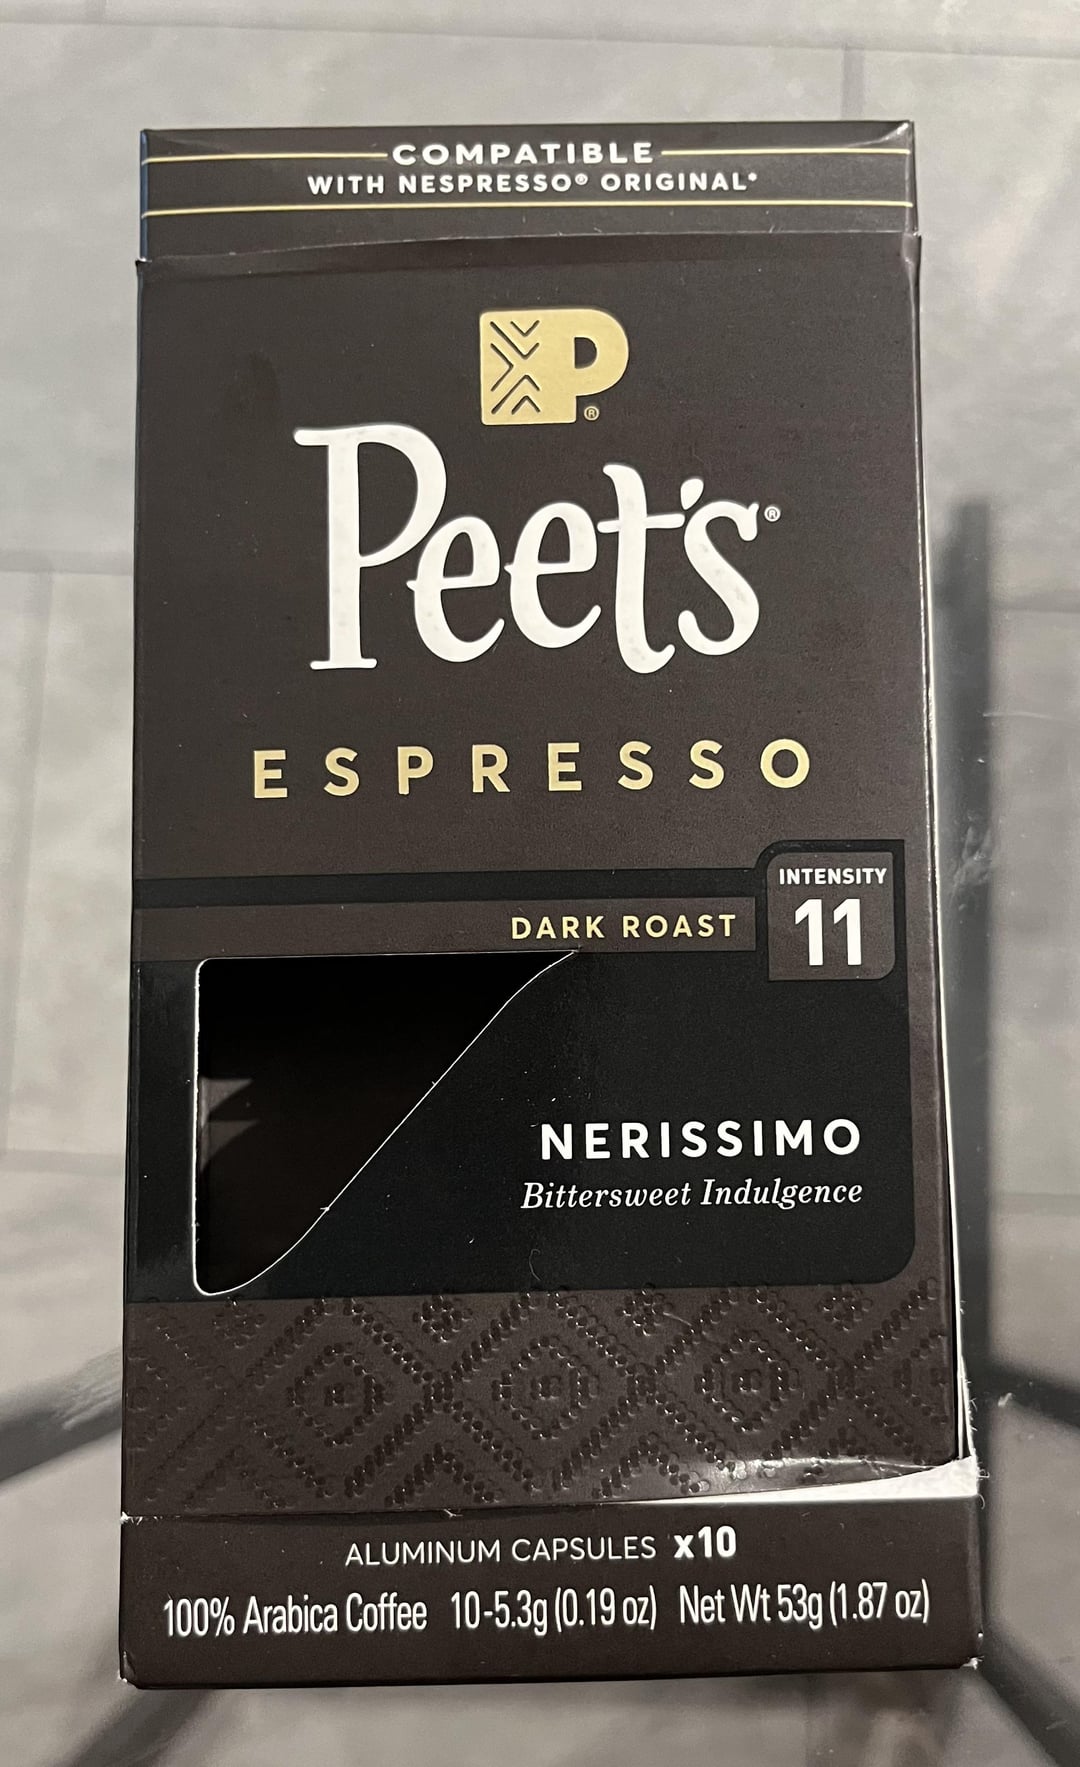 COMPATIBLE
WITH NESPRESSO® ORIGINAL*
P®
Peet's®
ESPRESSO
INTENSITY
11
DARK ROAST
NERISSIMO
Bittersweet Indulgence
ALUMINUM CAPSULES x10
100% Arabica Coffee 10-5.3g (0.19 oz) Net Wt 53g (1.87 oz)